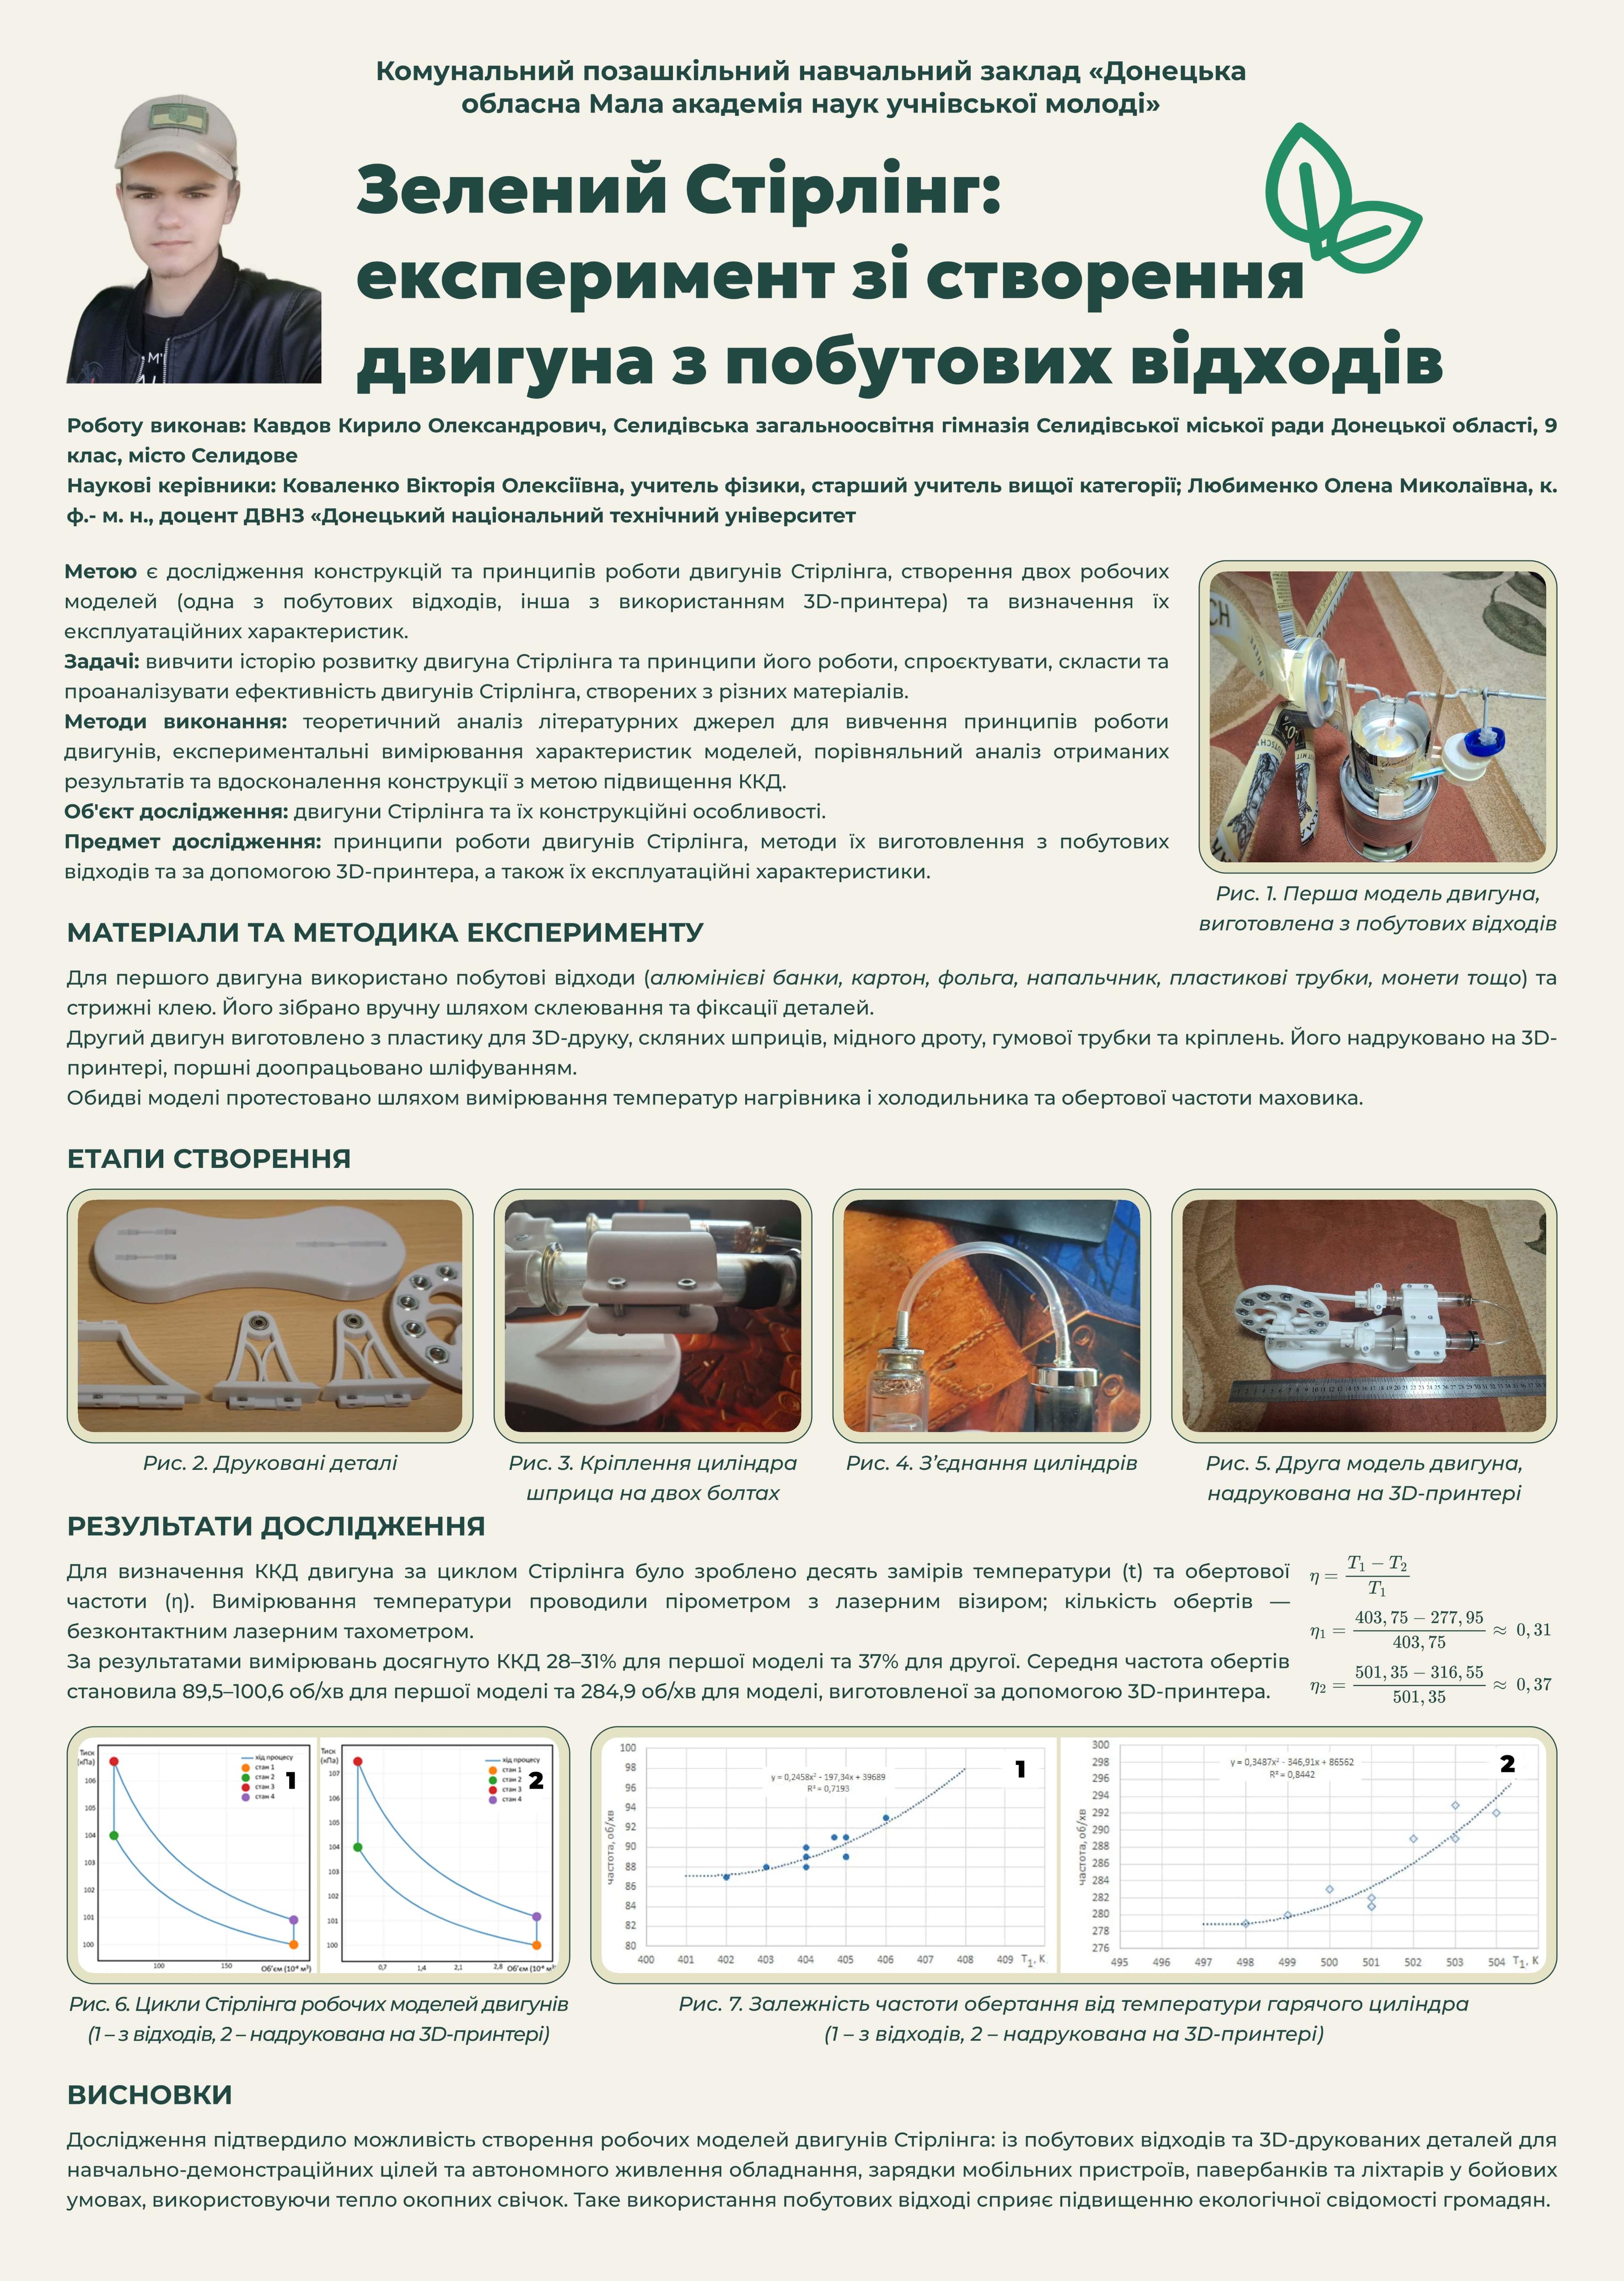 Комунальний позашкільний навчальний заклад «Донецька
обласна Мала академія наук учнівської молоді»
Зелений Стірлінг:
експеримент зі створення
двигуна з побутових відходів
Роботу виконав: Кавдов Кирило Олександрович, Селидівська загальноосвітня гімназія Селидівської міської ради Донецької області, 9
клас, місто Селидове
Наукові керівники: Коваленко Вікторія Олексіївна, учитель фізики, старший учитель вищої категорії; Любименко Олена Миколаївна, к.
ф.- м. н., доцент ДВНЗ «Донецький національний технічний університет
Метою є дослідження конструкцій та принципів роботи двигунів Стірлінга, створення двох робочих
моделей (одна з побутових відходів, інша з використанням 3D-принтера) та визначення їх
експлуатаційних характеристик.
Задачі: вивчити історію розвитку двигуна Стірлінга та принципи його роботи, спроєктувати, скласти та
проаналізувати ефективність двигунів Стірлінга, створених з різних матеріалів.
Методи виконання: теоретичний аналіз літературних джерел для вивчення принципів роботи
двигунів, експериментальні вимірювання характеристик моделей, порівняльний аналіз отриманих
результатів та вдосконалення конструкції з метою підвищення ККД.
Об'єкт дослідження: двигуни Стірлінга та їх конструкційні особливості.
Предмет дослідження: принципи роботи двигунів Стірлінга, методи їх виготовлення з побутових
відходів та за допомогою 3D-принтера, а також їх експлуатаційні характеристики.
Рис. 1. Перша модель двигуна,
виготовлена з побутових відходів
МАТЕРІАЛИ ТА МЕТОДИКА ЕКСПЕРИМЕНТУ
Для першого двигуна використано побутові відходи (алюмінієві банки, картон, фольга, напальчник, пластикові трубки, монети тощо) та
стрижні клею. Його зібрано вручну шляхом склеювання та фіксації деталей.
Другий двигун виготовлено з пластику для 3D-друку, скляних шприців, мідного дроту, гумової трубки та кріплень. Його надруковано на 3D-
принтері, поршні доопрацьовано шліфуванням.
Обидві моделі протестовано шляхом вимірювання температур нагрівника і холодильника та обертової частоти маховика.
ЕТАПИ СТВОРЕННЯ
Рис. 2. Друковані деталі
Рис. 3. Кріплення циліндра
шприца на двох болтах
Рис. 4. З’єднання циліндрів
Рис. 5. Друга модель двигуна,
надрукована на 3D-принтері
РЕЗУЛЬТАТИ ДОСЛІДЖЕННЯ
Для визначення ККД двигуна за циклом Стірлінга було зроблено десять замірів температури (t) та обертової
частоти (η). Вимірювання температури проводили пірометром з лазерним візиром; кількість обертів —
безконтактним лазерним тахометром.
За результатами вимірювань досягнуто ККД 28–31% для першої моделі та 37% для другої. Середня частота обертів
становила 89,5–100,6 об/хв для першої моделі та 284,9 об/хв для моделі, виготовленої за допомогою 3D-принтера.
η = (T₁ − T₂) / T₁
η₁ = (403,75 − 277,95) / 403,75 ≈ 0,31
η₂ = (501,35 − 316,55) / 501,35 ≈ 0,37
Тиск
(кПа)
106
105
104
103
102
101
100
100 150 Об'єм (10⁻⁶ м³)
хід процесу
стан 1
стан 2
стан 3
стан 4
1
Тиск
(кПа)
107
106
105
104
103
102
101
100
0,7 1,4 2,1 2,8 Об'єм (10⁻⁶ м³
хід процесу
стан 1
стан 2
стан 3
стан 4
2
частота, об/хв
100
98
96
94
92
90
88
86
84
82
80
400 401 402 403 404 405 406 407 408 409 T₁, K
y = 0,2458x² - 197,34x + 39689
R² = 0,7193
1
частота, об/хв
300
298
296
294
292
290
288
286
284
282
280
278
276
495 496 497 498 499 500 501 502 503 504 T₁, K
y = 0,3487x² - 346,91x + 86562
R² = 0,8442
2
Рис. 6. Цикли Стірлінга робочих моделей двигунів
(1 – з відходів, 2 – надрукована на 3D-принтері)
Рис. 7. Залежність частоти обертання від температури гарячого циліндра
(1 – з відходів, 2 – надрукована на 3D-принтері)
ВИСНОВКИ
Дослідження підтвердило можливість створення робочих моделей двигунів Стірлінга: із побутових відходів та 3D-друкованих деталей для
навчально-демонстраційних цілей та автономного живлення обладнання, зарядки мобільних пристроїв, павербанків та ліхтарів у бойових
умовах, використовуючи тепло окопних свічок. Таке використання побутових відході сприяє підвищенню екологічної свідомості громадян.